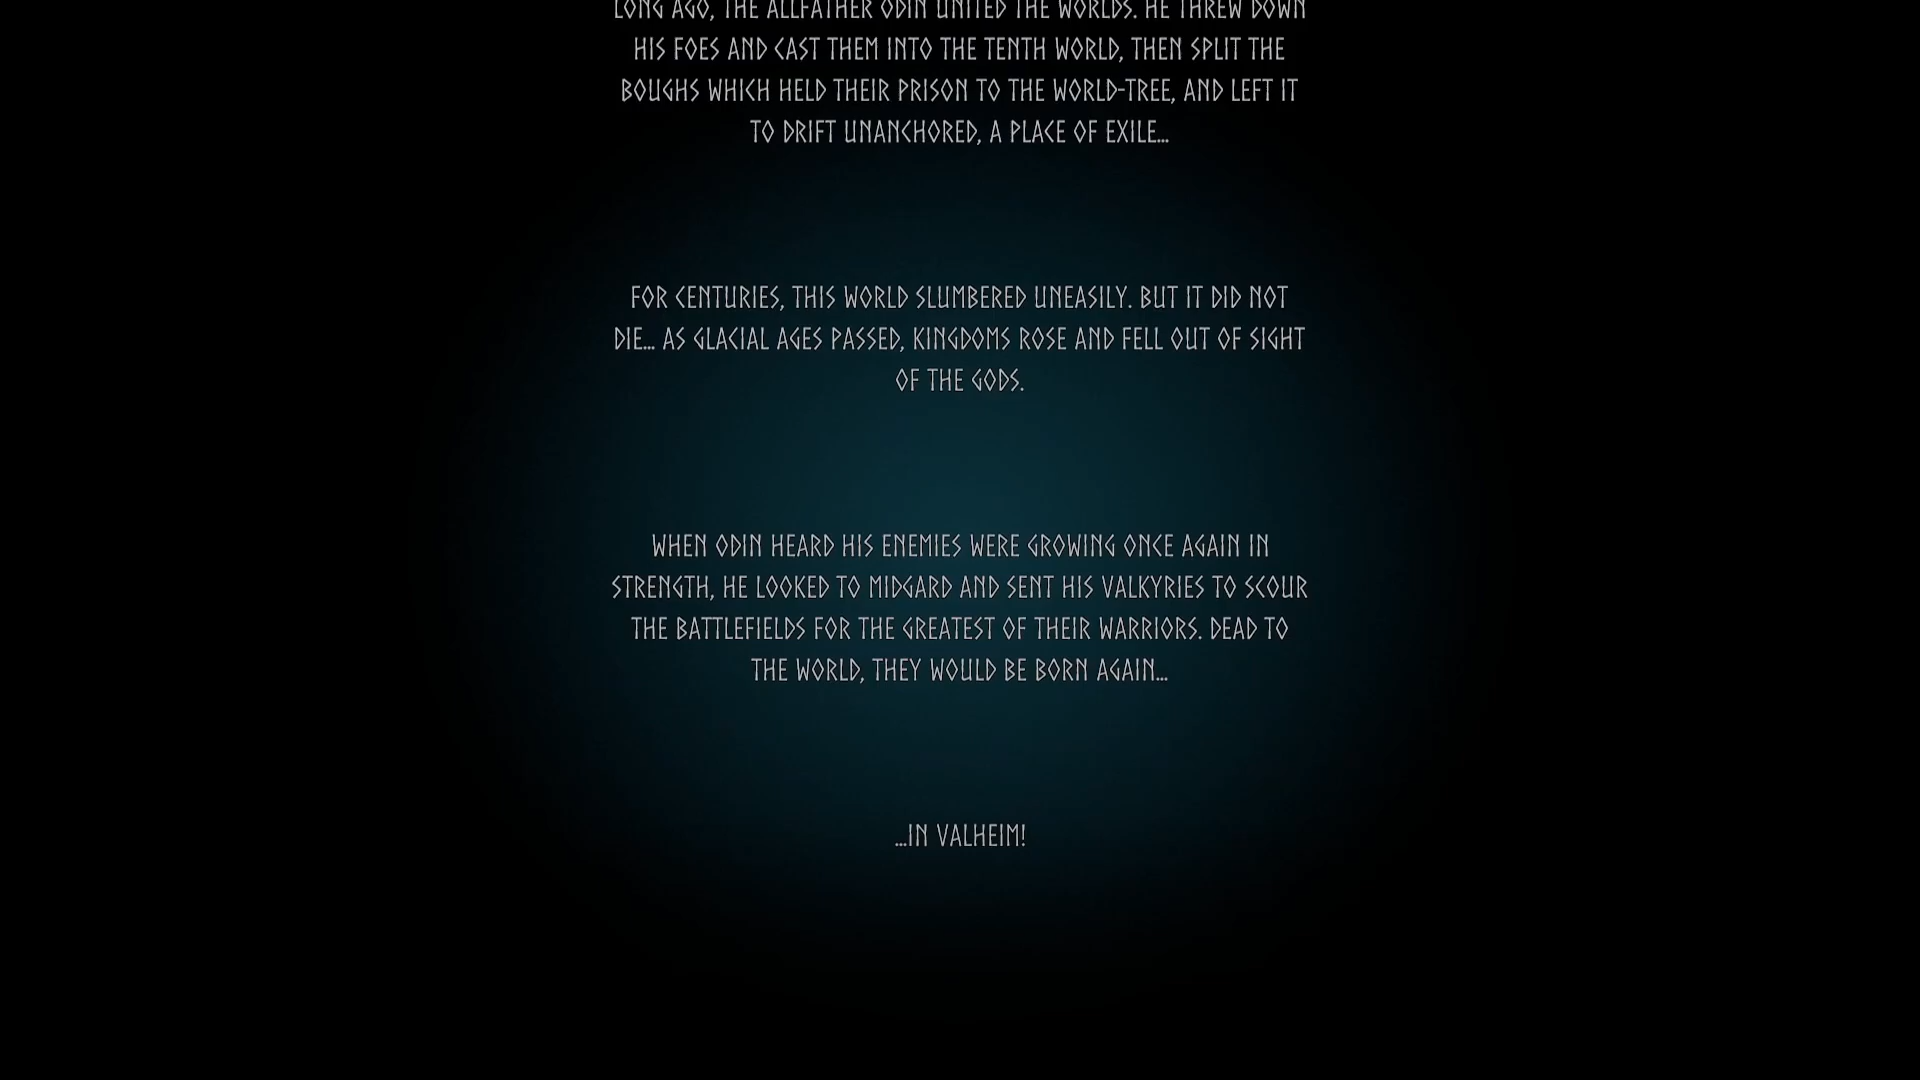 LONG AGO, THE ALLFATHER ODIN UNITED THE WORLDS. HE THREW DOWN
HIS FOES AND CAST THEM INTO THE TENTH WORLD, THEN SPLIT THE
BOUGHS WHICH HELD THEIR PRISON TO THE WORLD-TREE, AND LEFT IT
TO DRIFT UNANCHORED, A PLACE OF EXILE...
FOR CENTURIES, THIS WORLD SLUMBERED UNEASILY. BUT IT DID NOT
DIE... AS GLACIAL AGES PASSED, KINGDOMS ROSE AND FELL OUT OF SIGHT
OF THE GODS.
WHEN ODIN HEARD HIS ENEMIES WERE GROWING ONCE AGAIN IN
STRENGTH, HE LOOKED TO MIDGARD AND SENT HIS VALKYRIES TO SCOUR
THE BATTLEFIELDS FOR THE GREATEST OF THEIR WARRIORS. DEAD TO
THE WORLD, THEY WOULD BE BORN AGAIN...
...IN VALHEIM!